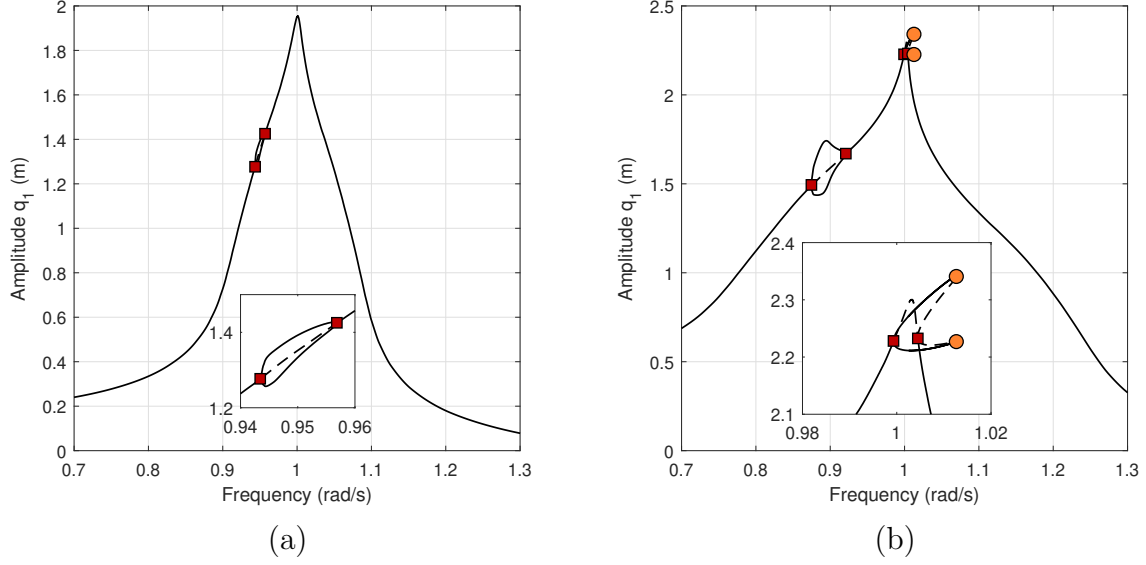 2
1.8
1.6
1.4
1.2
1
0.8
0.6
0.4
0.2
0
Amplitude q1 (m)
0.7 0.8 0.9 1 1.1 1.2 1.3
Frequency (rad/s)
1.4
1.2
0.94 0.95 0.96
(a)
2.5
2
1.5
1
0.5
0
Amplitude q1 (m)
0.7 0.8 0.9 1 1.1 1.2 1.3
Frequency (rad/s)
2.4
2.3
2.2
2.1
0.98 1 1.02
(b)